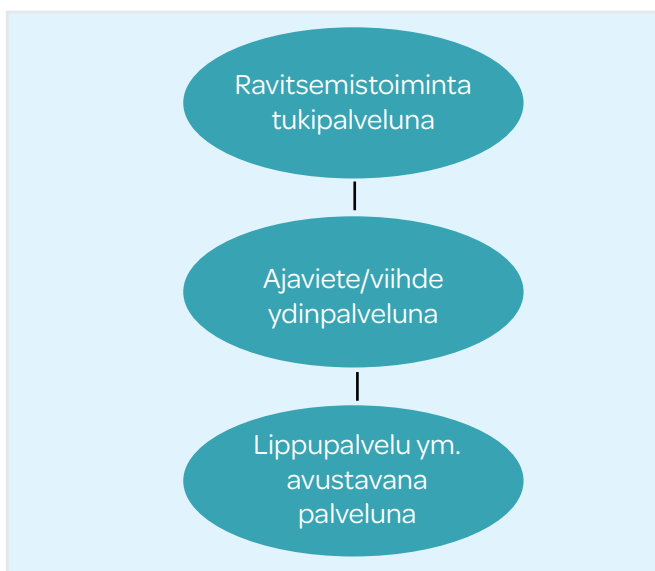 Ravitsemistoiminta
tukipalveluna
Ajaviete/viihde
ydinpalveluna
Lippupalvelu ym.
avustavana
palveluna